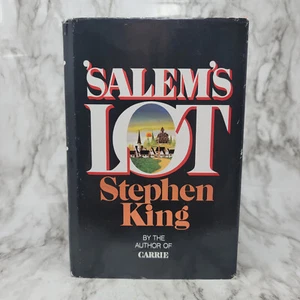 'SALEM'S
LOT
Stephen
King
BY THE
AUTHOR OF
CARRIE